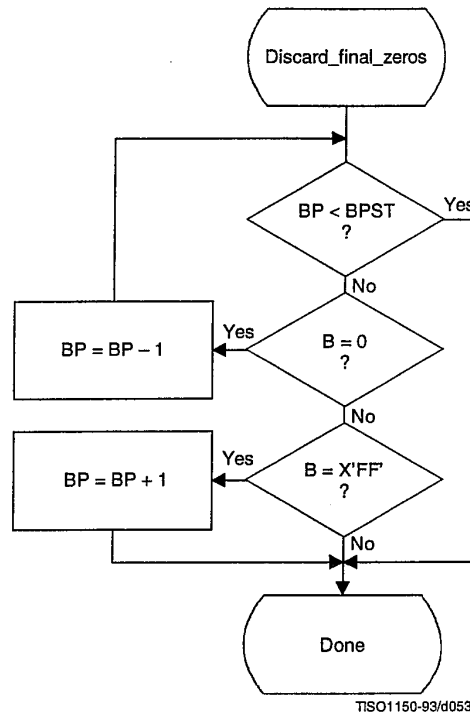 Discard_final_zeros
BP < BPST
?
Yes
No
BP = BP – 1
Yes
B = 0
?
No
BP = BP + 1
Yes
B = X'FF'
?
No
Done
TISO1150-93/d053